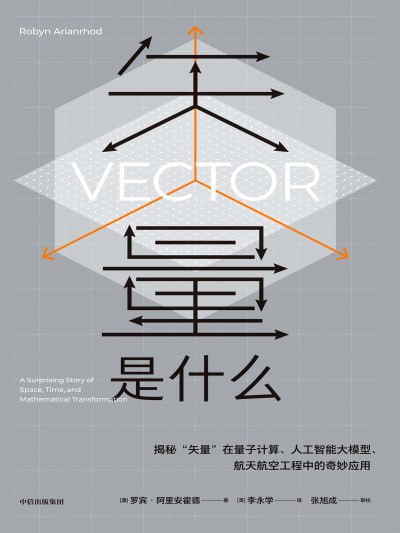 Robyn Arianrhod
矢
VECTOR
量
是什么
A Surprising Story of
Space, Time, and
Mathematical Transformation
揭秘“矢量”在量子计算、人工智能大模型、
航天航空工程中的奇妙应用
中信出版集团
[澳] 罗宾·阿里安霍德——著 [英] 李永学——译 张旭成——审校